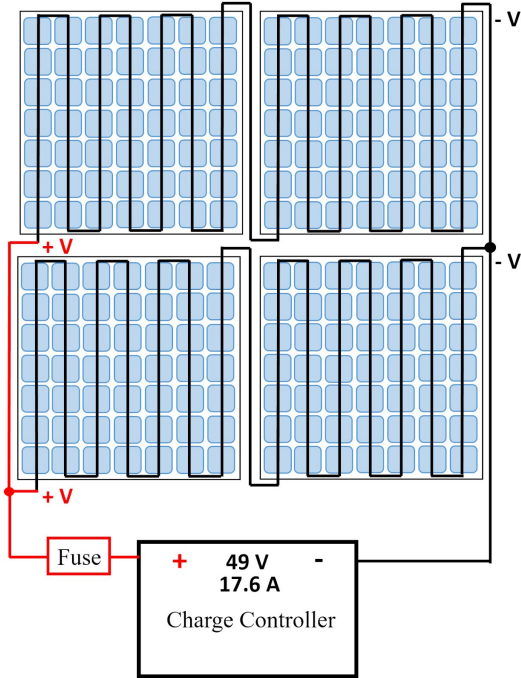 - V
+ V
- V
+ V
Fuse
+ 49 V -
17.6 A
Charge Controller